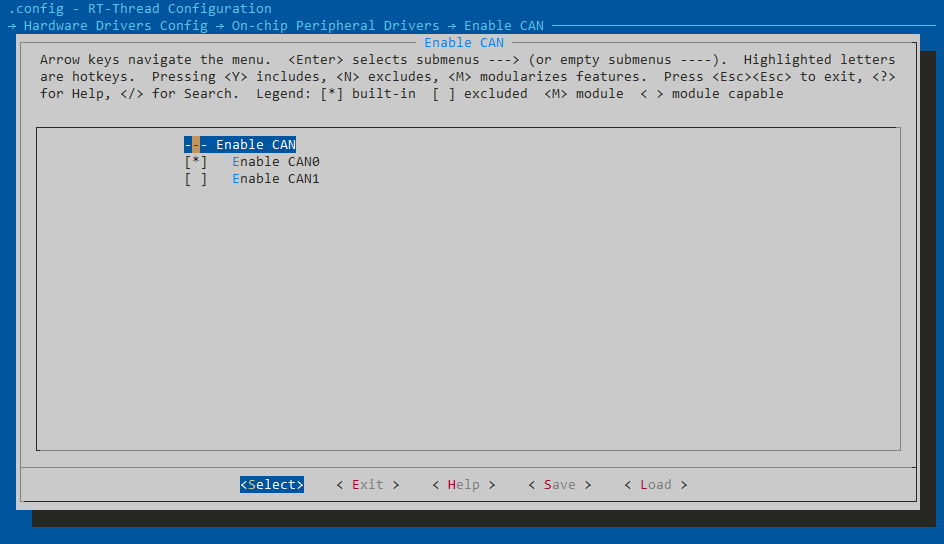 .config - RT-Thread Configuration
→ Hardware Drivers Config → On-chip Peripheral Drivers → Enable CAN
Enable CAN
Arrow keys navigate the menu.  <Enter> selects submenus ---> (or empty submenus ----).  Highlighted letters
are hotkeys.  Pressing <Y> includes, <N> excludes, <M> modularizes features.  Press <Esc><Esc> to exit, <?>
for Help, </> for Search.  Legend: [*] built-in  [ ] excluded  <M> module  < > module capable
--- Enable CAN
[*]   Enable CAN0
[ ]   Enable CAN1
<Select>    < Exit >    < Help >    < Save >    < Load >